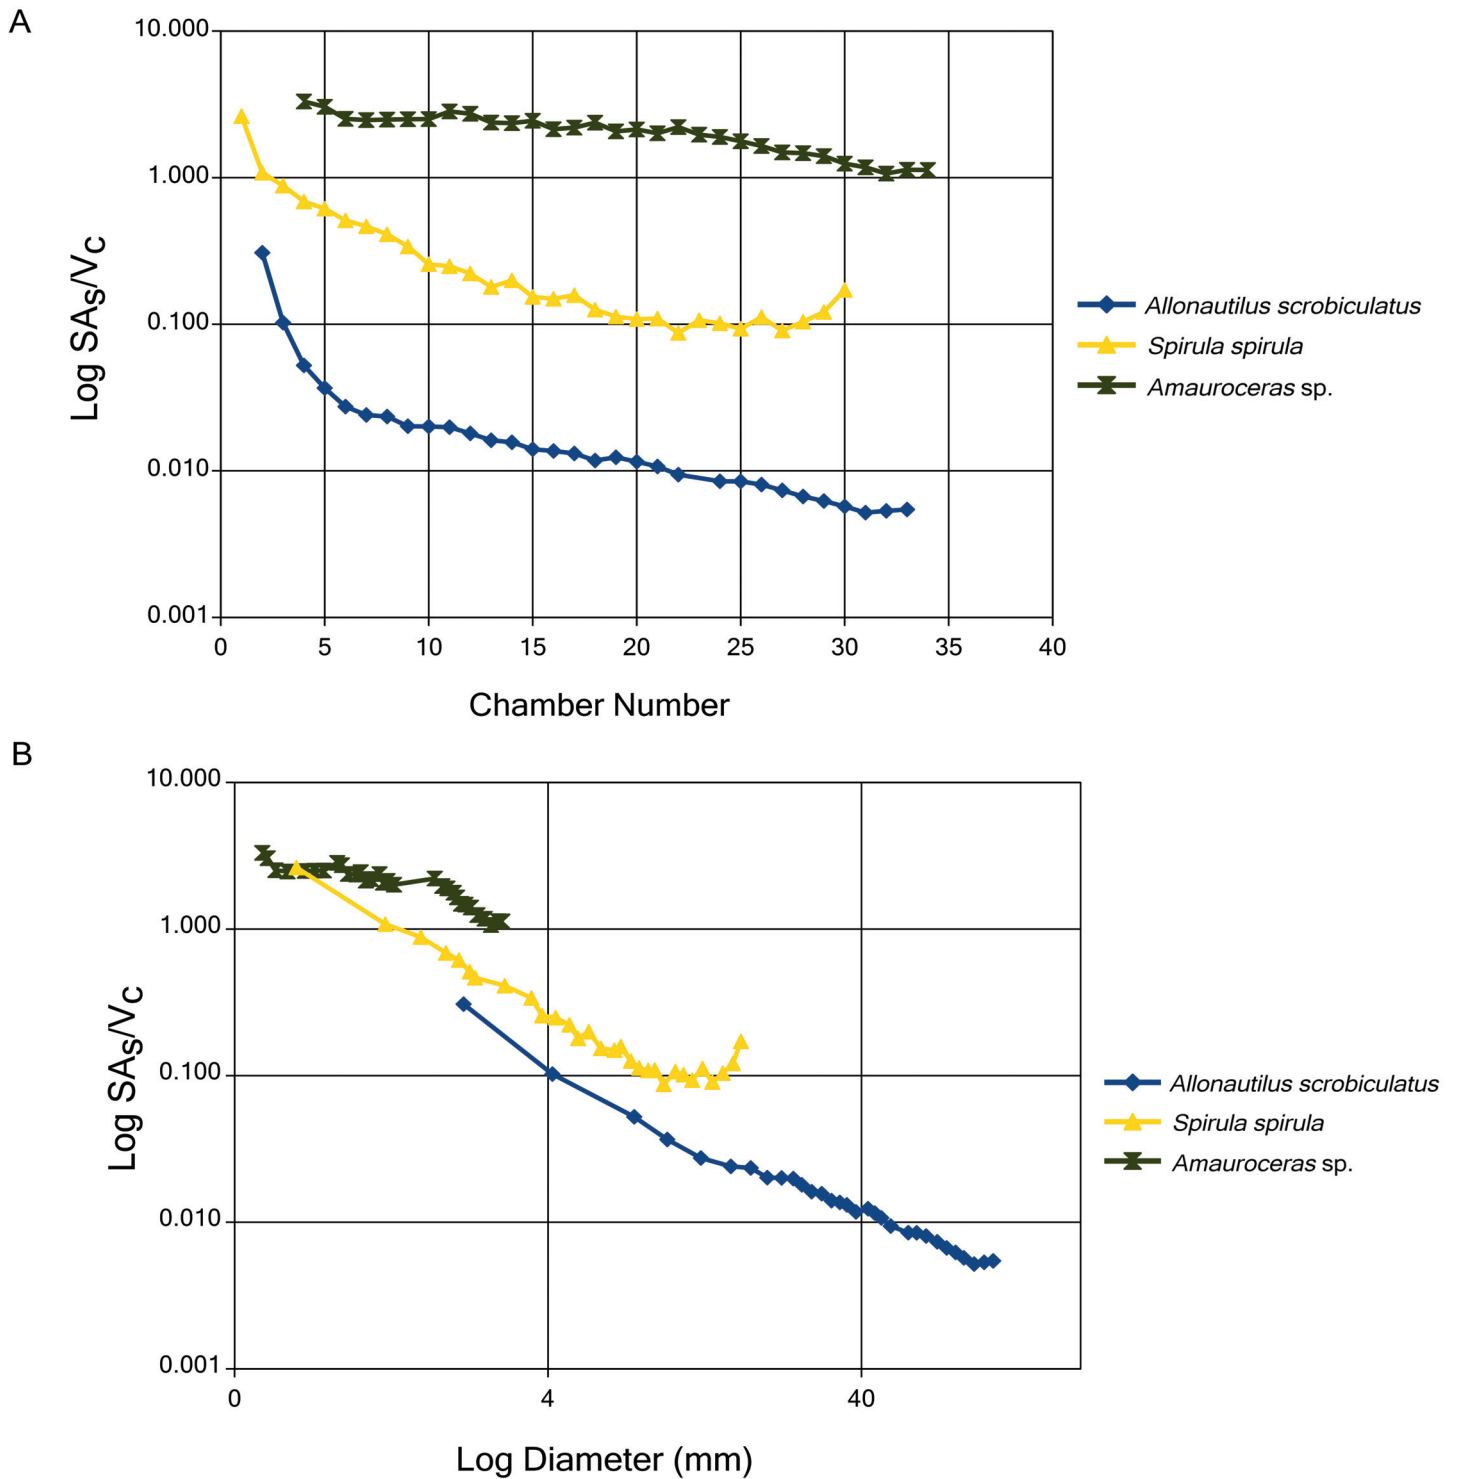 A
10.000
1.000
0.100
0.010
0.001
Log SAs/Vc
0 5 10 15 20 25 30 35 40
Chamber Number
Allonautilus scrobiculatus
Spirula spirula
Amauroceras sp.
B
10.000
1.000
0.100
0.010
0.001
Log SAs/Vc
0 4 40
Log Diameter (mm)
Allonautilus scrobiculatus
Spirula spirula
Amauroceras sp.